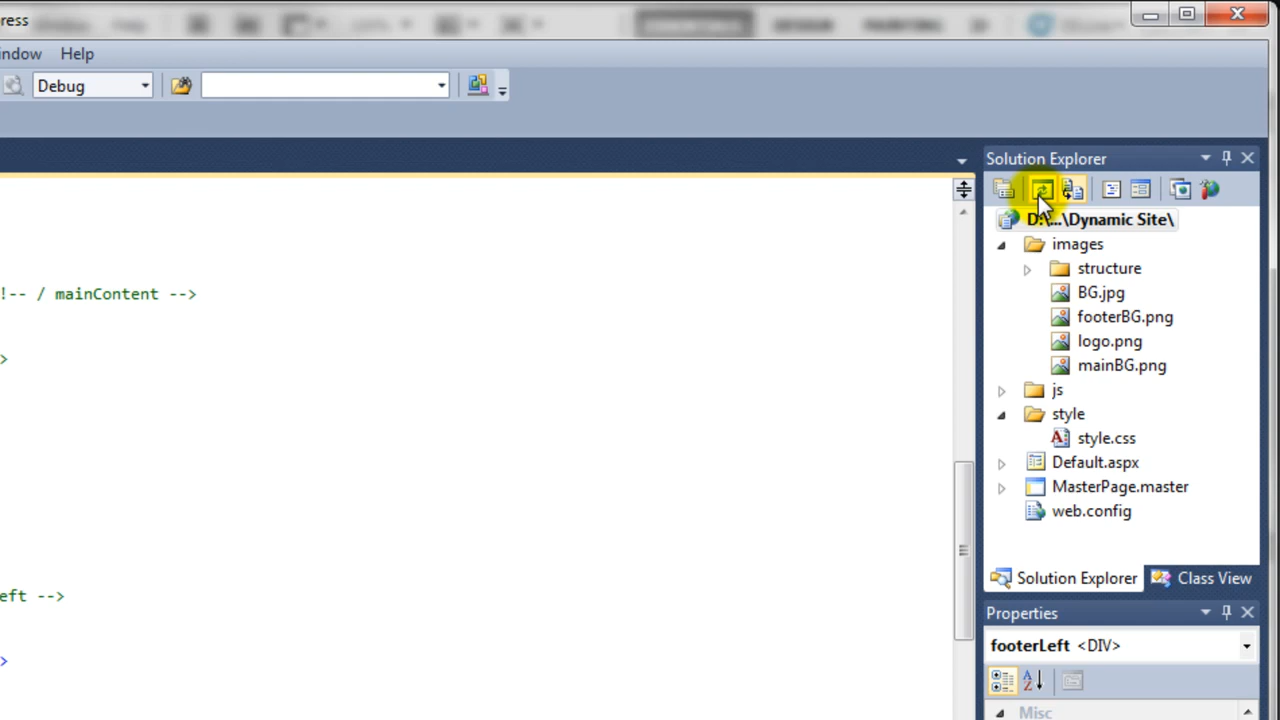 press
indow Help
Debug
Solution Explorer
D:\...\Dynamic Site\
images
structure
BG.jpg
!-- / mainContent -->
footerBG.png
logo.png
>
mainBG.png
js
style
style.css
Default.aspx
MasterPage.master
web.config
Solution Explorer Class View
eft -->
Properties
footerLeft <DIV>
>
Misc